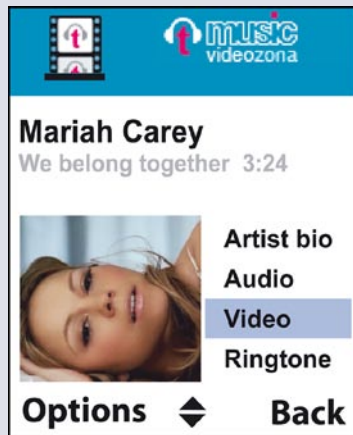 t
t music
videozona
Mariah Carey
We belong together 3:24
Artist bio
Audio
Video
Ringtone
Options
Back